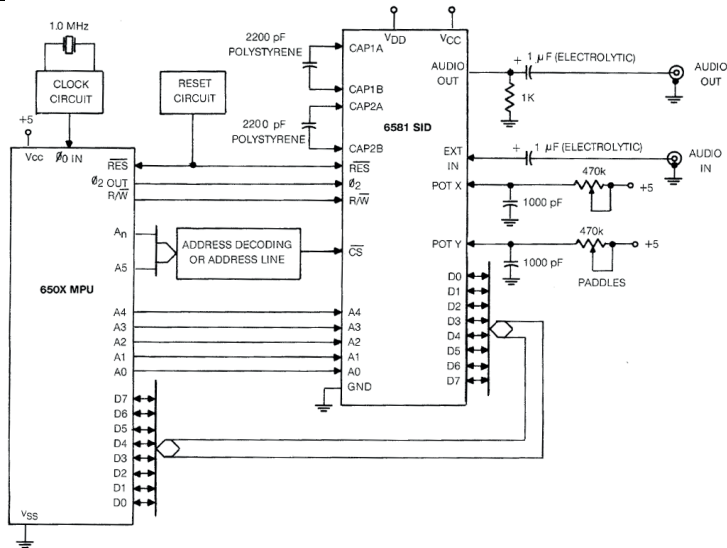 1.0 MHz
CLOCK
CIRCUIT
+5
Vcc
Ø0 IN
RES
Ø2 OUT
R/W
An
A5
650X MPU
A4
A3
A2
A1
A0
D7
D6
D5
D4
D3
D2
D1
D0
VSS
RESET
CIRCUIT
ADDRESS DECODING
OR ADDRESS LINE
2200 pF
POLYSTYRENE
2200 pF
POLYSTYRENE
VDD
VCC
CAP1A
CAP1B
CAP2A
CAP2B
6581 SID
RES
Ø2
R/W
CS
A4
A3
A2
A1
A0
GND
AUDIO
OUT
EXT
IN
POT X
POT Y
D0
D1
D2
D3
D4
D5
D6
D7
+ 1 µF (ELECTROLYTIC)
1K
AUDIO
OUT
+ 1 µF (ELECTROLYTIC)
AUDIO
IN
470k
+5
1000 pF
470k
+5
1000 pF
PADDLES